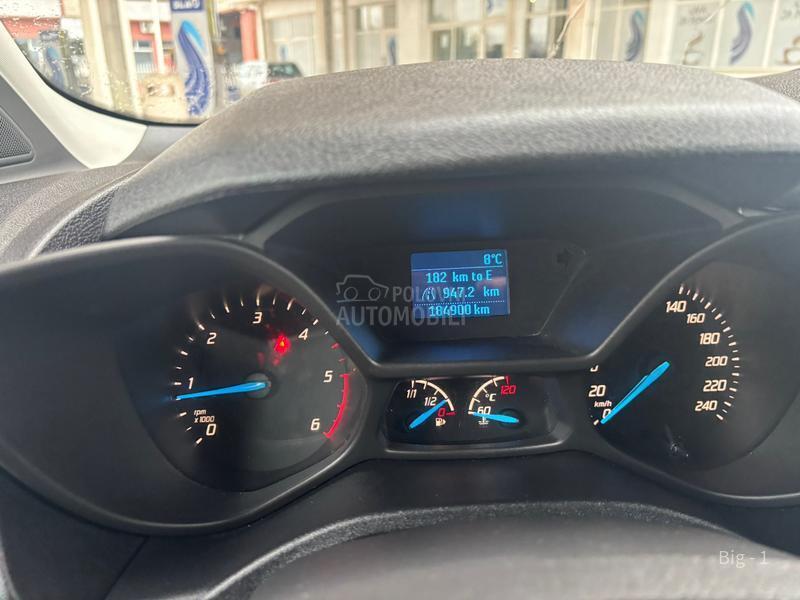 8°C
182 km to E
947.2 km
184900 km
POLOVNI
AUTOMOBILI
0
1
2
3
4
5
6
rpm
x1000
1/1
1/2
0
°C
60
120
0
20
km/h
140
160
180
200
220
240
Big - 1